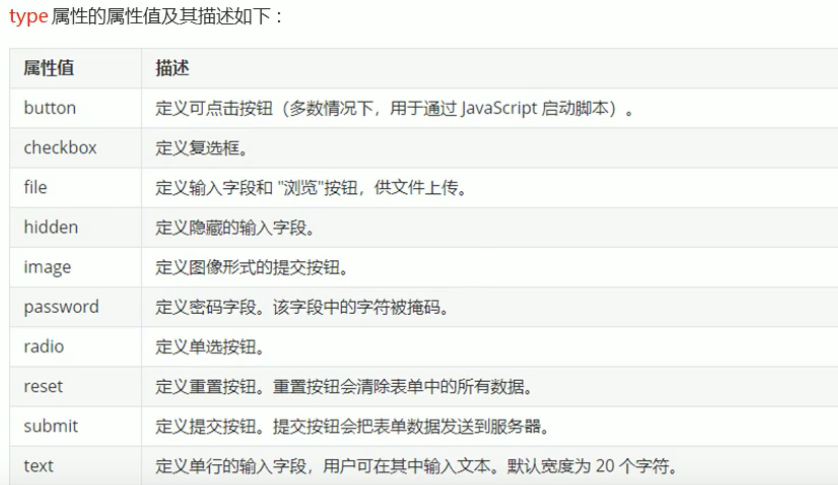 type 属性的属性值及其描述如下：
属性值 描述
button 定义可点击按钮（多数情况下，用于通过 JavaScript 启动脚本）。
checkbox 定义复选框。
file 定义输入字段和 "浏览"按钮，供文件上传。
hidden 定义隐藏的输入字段。
image 定义图像形式的提交按钮。
password 定义密码字段。该字段中的字符被掩码。
radio 定义单选按钮。
reset 定义重置按钮。重置按钮会清除表单中的所有数据。
submit 定义提交按钮。提交按钮会把表单数据发送到服务器。
text 定义单行的输入字段，用户可在其中输入文本。默认宽度为 20 个字符。